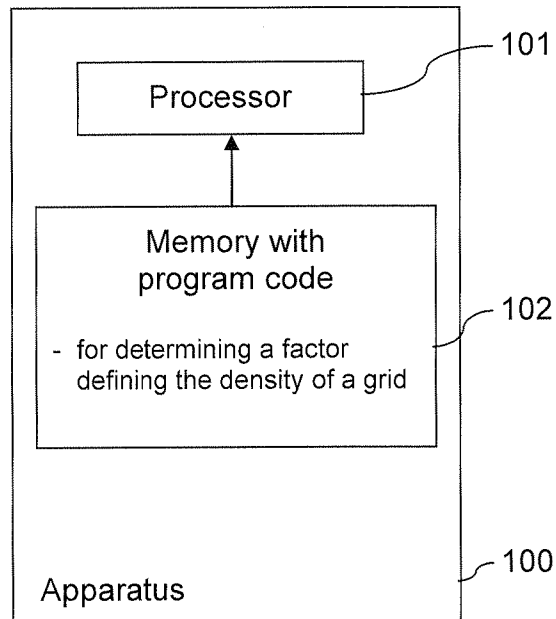 101
Processor
Memory with
program code
102
- for determining a factor
defining the density of a grid
100
Apparatus